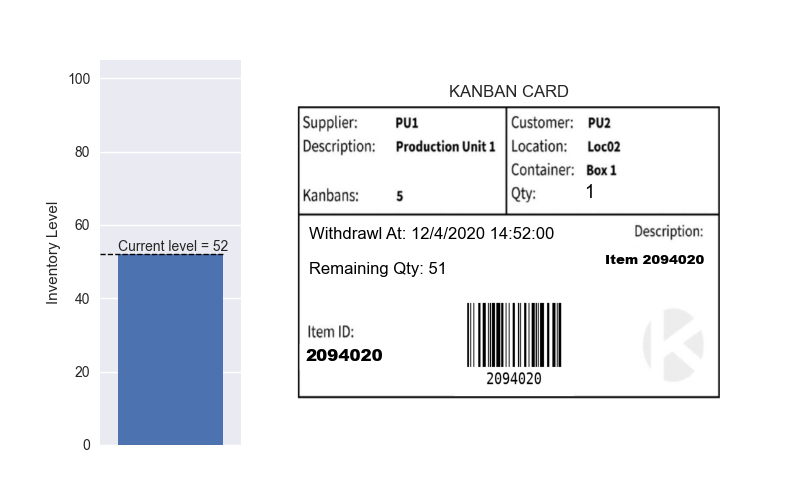 KANBAN CARD
100
80
60
40
20
0
Inventory Level
Current level = 52
Supplier: PU1
Description: Production Unit 1
Kanbans: 5
Customer: PU2
Location: Loc02
Container: Box 1
Qty: 1
Withdrawl At: 12/4/2020 14:52:00
Description:
Item 2094020
Remaining Qty: 51
Item ID:
2094020
2094020
K